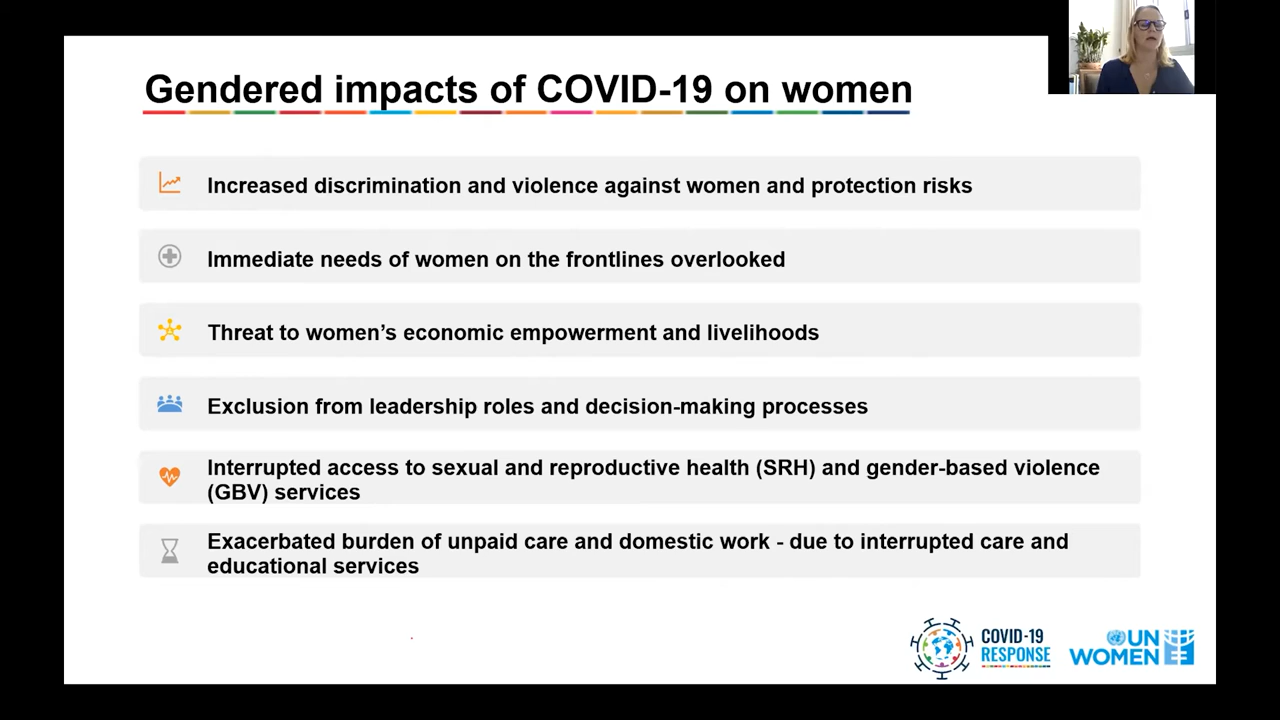 Gendered impacts of COVID-19 on women
Increased discrimination and violence against women and protection risks
Immediate needs of women on the frontlines overlooked
Threat to women’s economic empowerment and livelihoods
Exclusion from leadership roles and decision-making processes
Interrupted access to sexual and reproductive health (SRH) and gender-based violence
(GBV) services
Exacerbated burden of unpaid care and domestic work - due to interrupted care and
educational services
COVID-19
RESPONSE
UN
WOMEN